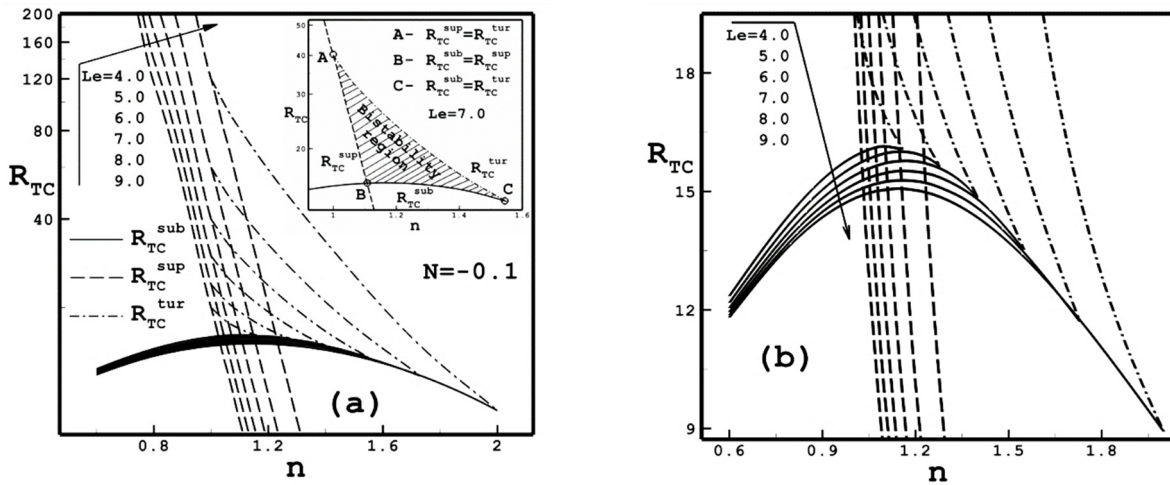 200
160
120
80
40
R_TC
Le=4.0
5.0
6.0
7.0
8.0
9.0
R_TC^sub
R_TC^sup
R_TC^tur
N=-0.1
(a)
0.8
1.2
1.6
2
n
50
40
30
20
R_TC
A
B
C
A- R_TC^sup=R_TC^tur
B- R_TC^sub=R_TC^sup
C- R_TC^sub=R_TC^tur
Le=7.0
Bistability
region
R_TC^sup
R_TC^sub
R_TC^tur
1
1.2
1.4
1.6
n
18
15
12
9
R_TC
Le=4.0
5.0
6.0
7.0
8.0
9.0
(b)
0.6
0.9
1.2
1.5
1.8
n